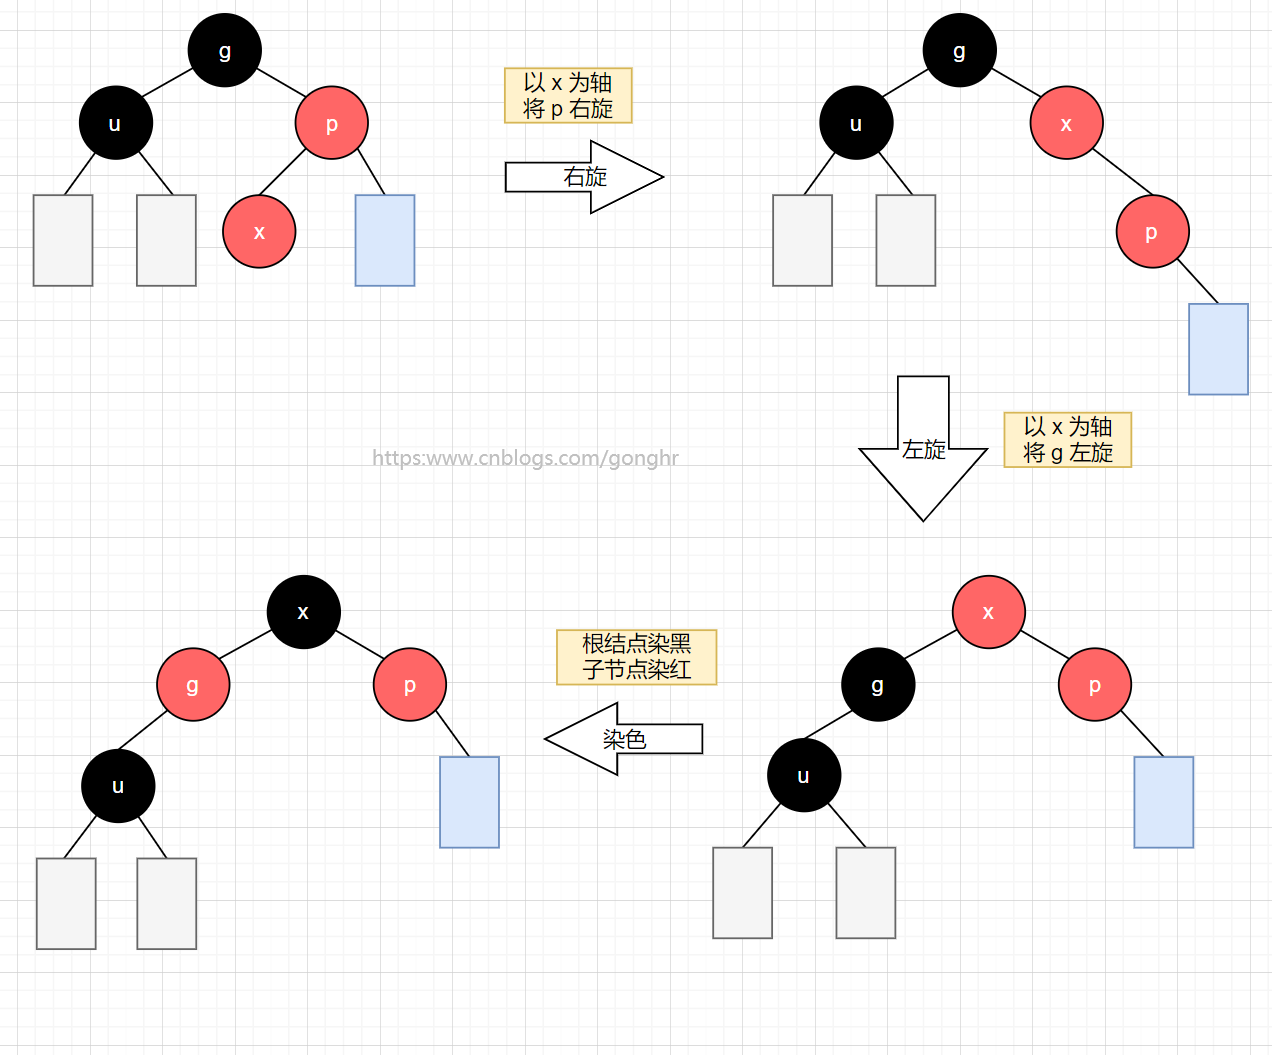 g
u
p
x
以 x 为轴
将 p 右旋
右旋
g
u
x
p
左旋
以 x 为轴
将 g 左旋
https:www.cnblogs.com/gonghr
x
g
p
u
根结点染黑
子节点染红
染色
x
g
p
u